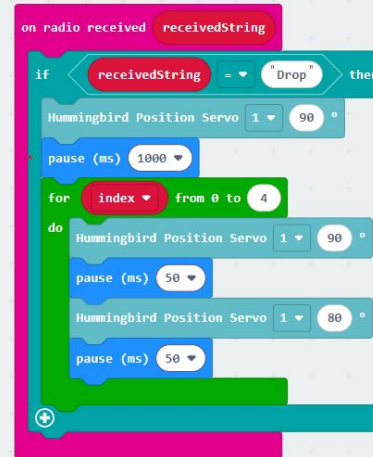 on radio received receivedString
if receivedString = "Drop" then
Hummingbird Position Servo 1 90 °
pause (ms) 1000
for index from 0 to 4
do
Hummingbird Position Servo 1 90 °
pause (ms) 50
Hummingbird Position Servo 1 80 °
pause (ms) 50